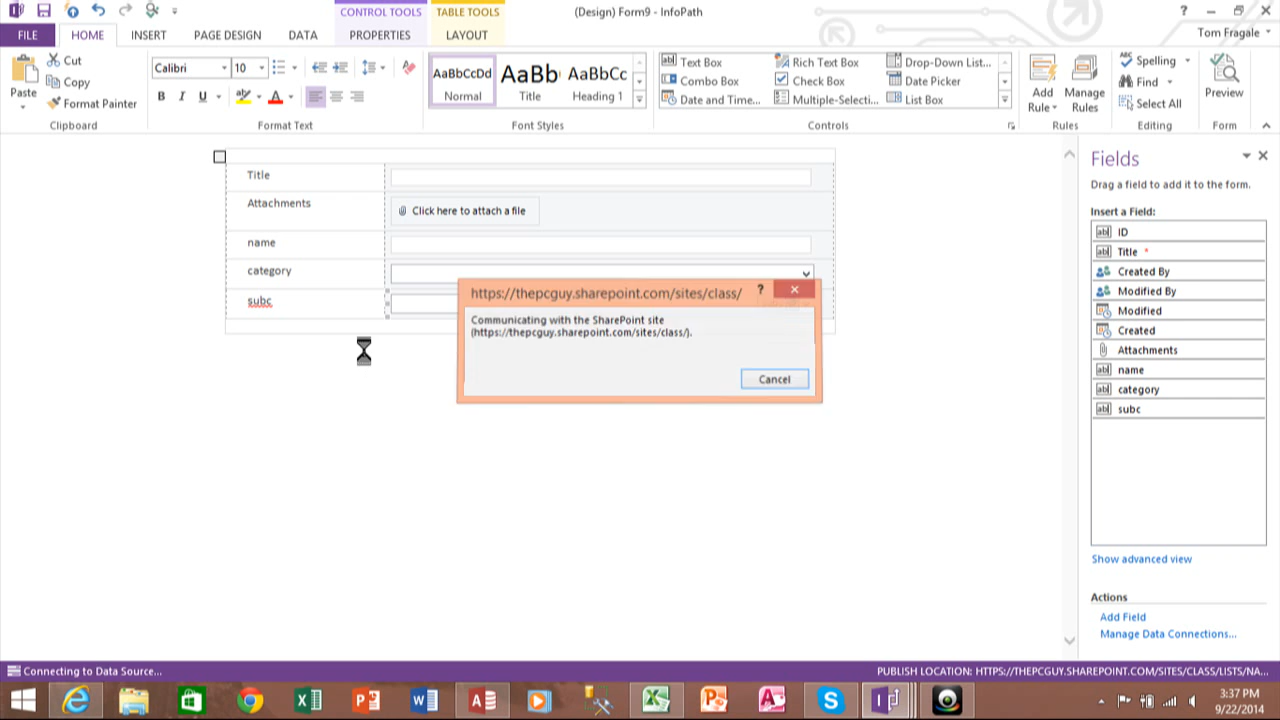 CONTROL TOOLS TABLE TOOLS (Design) Form9 - InfoPath
FILE HOME INSERT PAGE DESIGN DATA PROPERTIES LAYOUT Tom Fragale
Paste
Cut
Copy
Format Painter
Clipboard
Calibri 10
B I U
Format Text
AaBbCcDd AaBb AaBbCc
Normal Title Heading 1
Font Styles
Text Box Rich Text Box Drop-Down List...
Combo Box Check Box Date Picker
Date and Time... Multiple-Selecti... List Box
Controls
Add Rule
Manage Rules
Rules
Spelling
Find
Select All
Editing
Preview
Form
Title
Attachments Click here to attach a file
name
category
subc
https://thepcguy.sharepoint.com/sites/class/
Communicating with the SharePoint site
(https://thepcguy.sharepoint.com/sites/class/).
Cancel
Fields
Drag a field to add it to the form.
Insert a Field:
ID
Title *
Created By
Modified By
Modified
Created
Attachments
name
category
subc
Show advanced view
Actions
Add Field
Manage Data Connections...
Connecting to Data Source... PUBLISH LOCATION: HTTPS://THEPCGUY.SHAREPOINT.COM/SITES/CLASS/LISTS/NA...
3:37 PM
9/22/2014